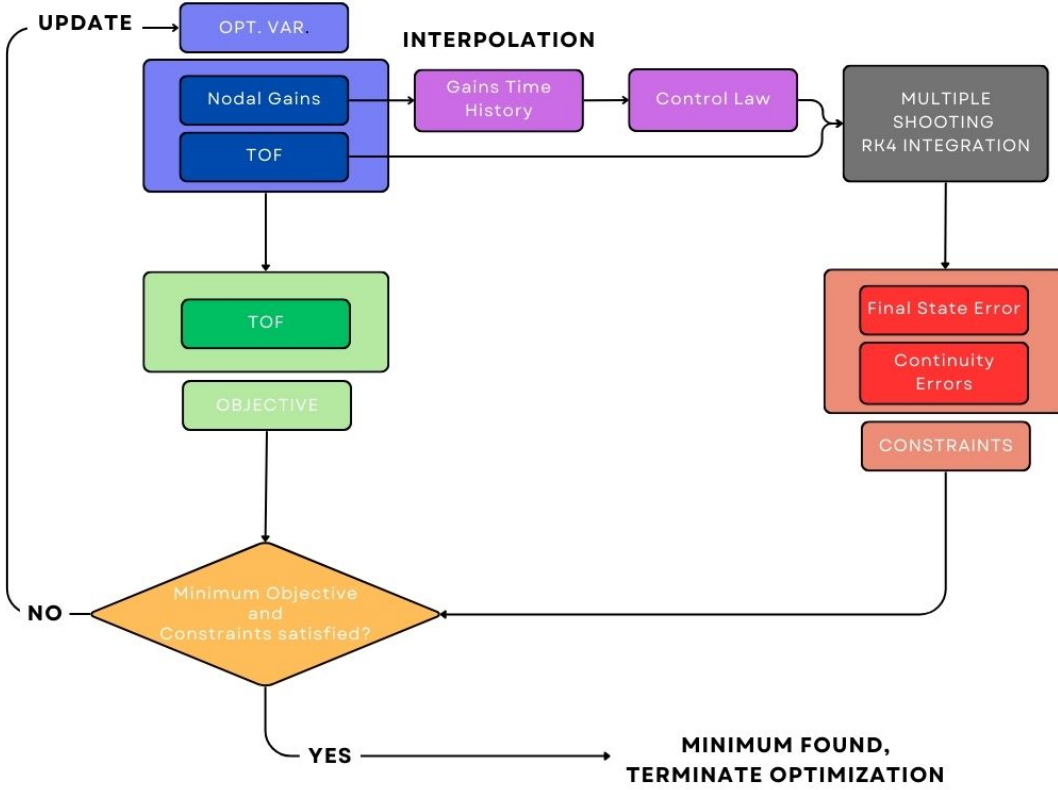 UPDATE
OPT. VAR.
INTERPOLATION
Nodal Gains
Gains Time
History
Control Law
MULTIPLE
SHOOTING
RK4 INTEGRATION
TOF
TOF
Final State Error
Continuity
Errors
OBJECTIVE
CONSTRAINTS
Minimum Objective
and
Constraints satisfied?
NO
YES
MINIMUM FOUND,
TERMINATE OPTIMIZATION